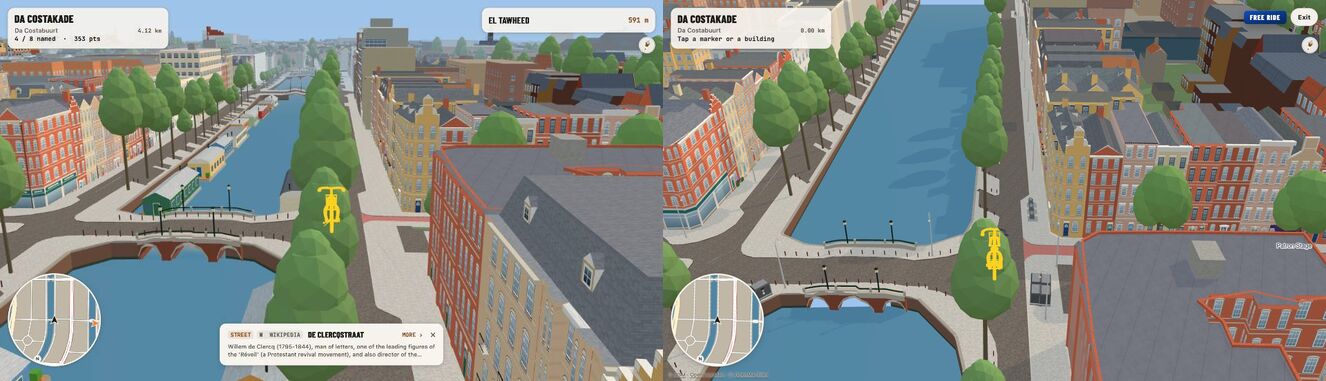 DA COSTAKADE
Da Costabuurt 4.12 km
4 / 8 named · 353 pts
EL TAWHEED 591 m
STREET W WIKIPEDIA DE CLERCQSTRAAT MORE ›
Willem de Clercq (1795-1844), man of letters, one of the leading figures of
the 'Réveil' (a Protestant revival movement), and also director of the...
DA COSTAKADE
Da Costabuurt 0.00 km
Tap a marker or a building
FREE RIDE Exit
Patron Stage